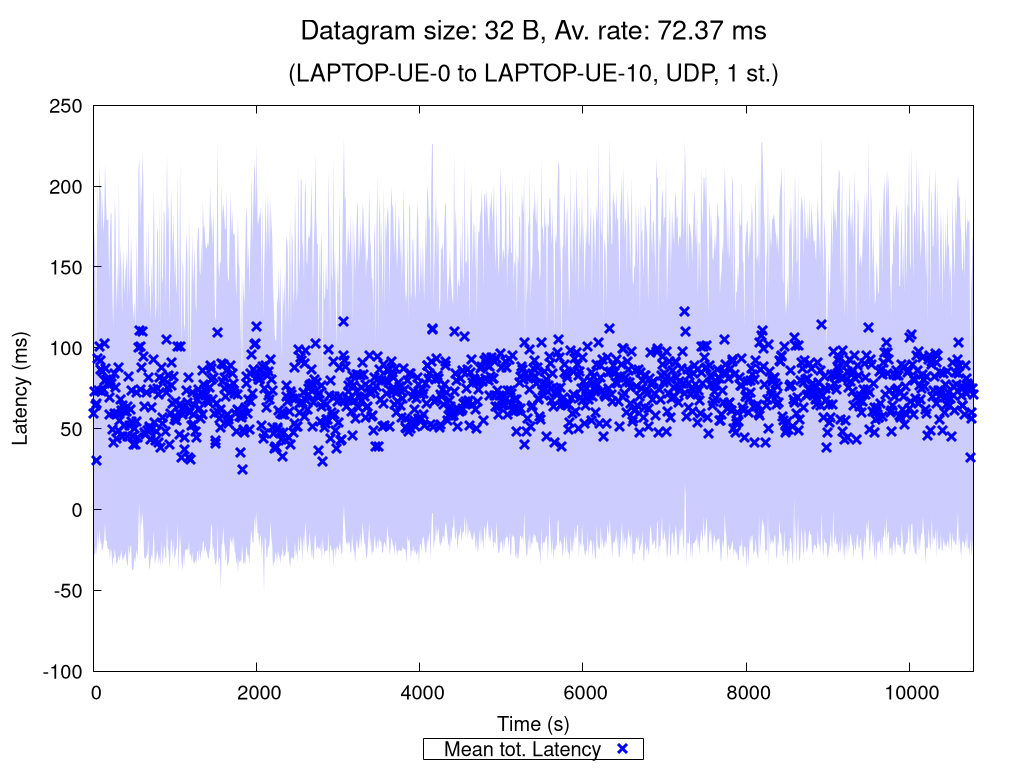 Datagram size: 32 B, Av. rate: 72.37 ms
(LAPTOP-UE-0 to LAPTOP-UE-10, UDP, 1 st.)
250
200
150
100
50
0
-50
-100
Latency (ms)
0 2000 4000 6000 8000 10000
Time (s)
Mean tot. Latency